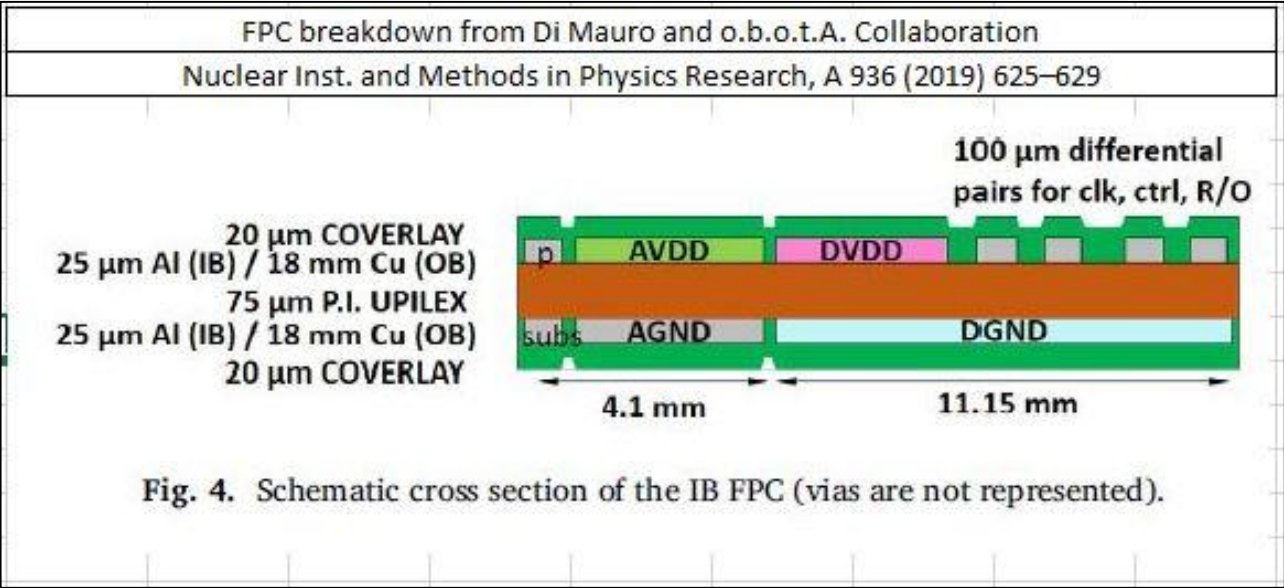 FPC breakdown from Di Mauro and o.b.o.t.A. Collaboration
Nuclear Inst. and Methods in Physics Research, A 936 (2019) 625–629
100 μm differential
pairs for clk, ctrl, R/O
20 μm COVERLAY
25 μm Al (IB) / 18 mm Cu (OB)
75 μm P.I. UPILEX
25 μm Al (IB) / 18 mm Cu (OB)
20 μm COVERLAY
p AVDD DVDD
subs AGND DGND
4.1 mm 11.15 mm
Fig. 4. Schematic cross section of the IB FPC (vias are not represented).